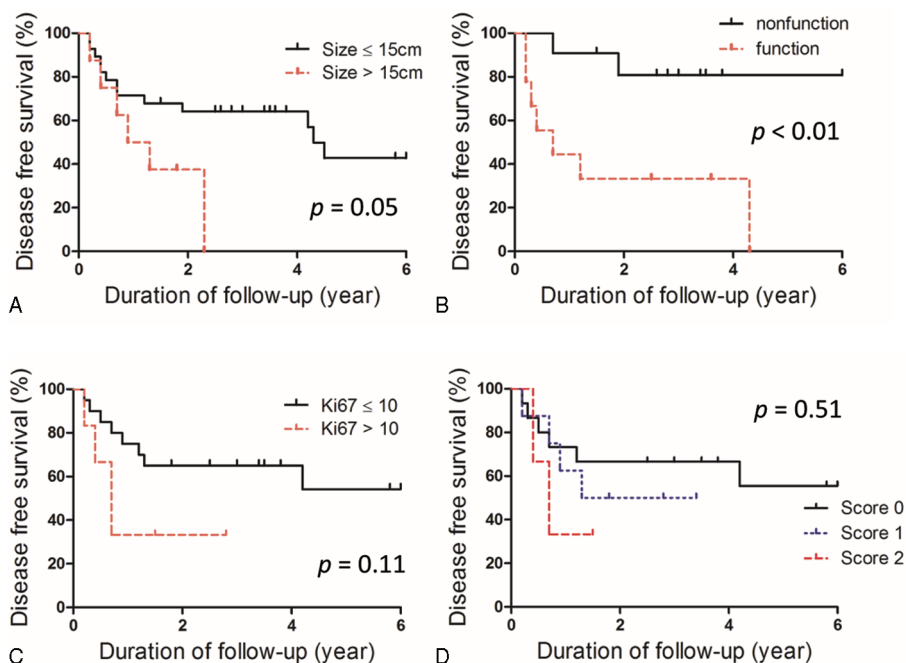 Disease free survival (%)
100
80
60
40
20
0
0 2 4 6
Duration of follow-up (year)
Size ≤ 15cm
Size > 15cm
p = 0.05
A
Disease free survival (%)
100
80
60
40
20
0
0 2 4 6
Duration of follow-up (year)
nonfunction
function
p < 0.01
B
Disease free survival (%)
100
80
60
40
20
0
0 2 4 6
Duration of follow-up (year)
Ki67 ≤ 10
Ki67 > 10
p = 0.11
C
Disease free survival (%)
100
80
60
40
20
0
0 2 4 6
Duration of follow-up (year)
p = 0.51
Score 0
Score 1
Score 2
D